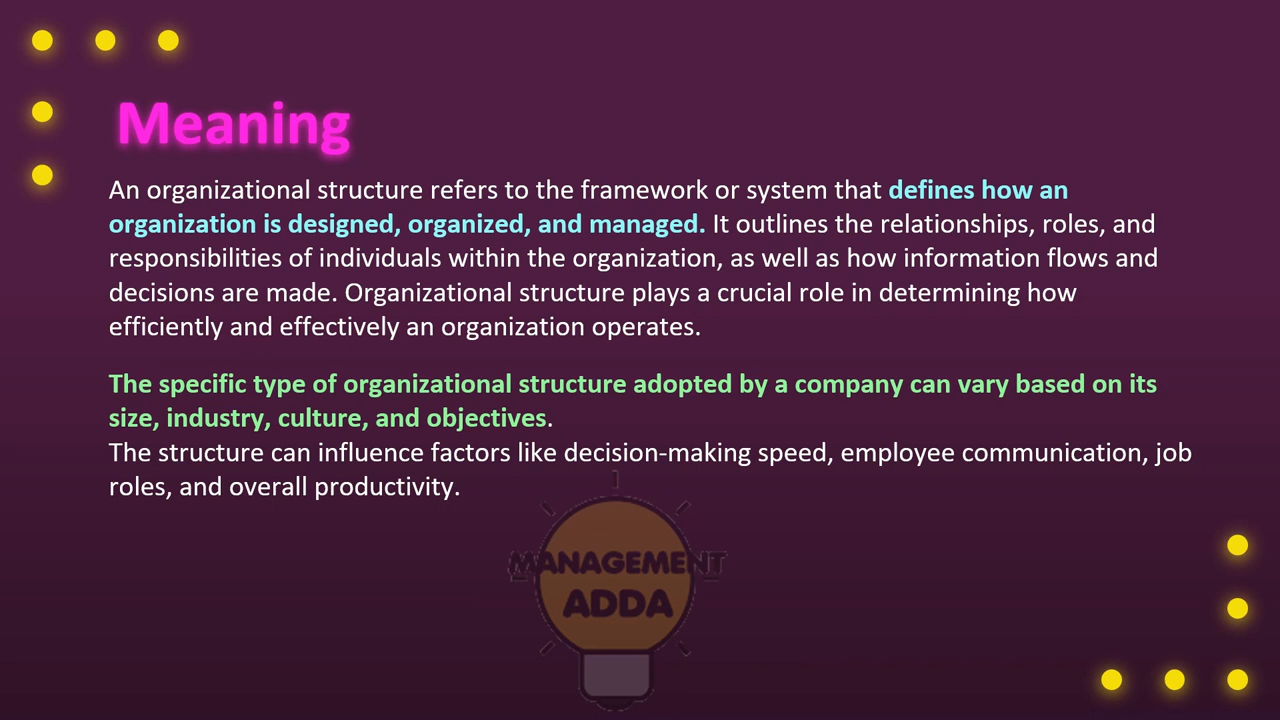 Meaning
An organizational structure refers to the framework or system that defines how an
organization is designed, organized, and managed. It outlines the relationships, roles, and
responsibilities of individuals within the organization, as well as how information flows and
decisions are made. Organizational structure plays a crucial role in determining how
efficiently and effectively an organization operates.
The specific type of organizational structure adopted by a company can vary based on its
size, industry, culture, and objectives.
The structure can influence factors like decision-making speed, employee communication, job
roles, and overall productivity.
MANAGEMENT
ADDA